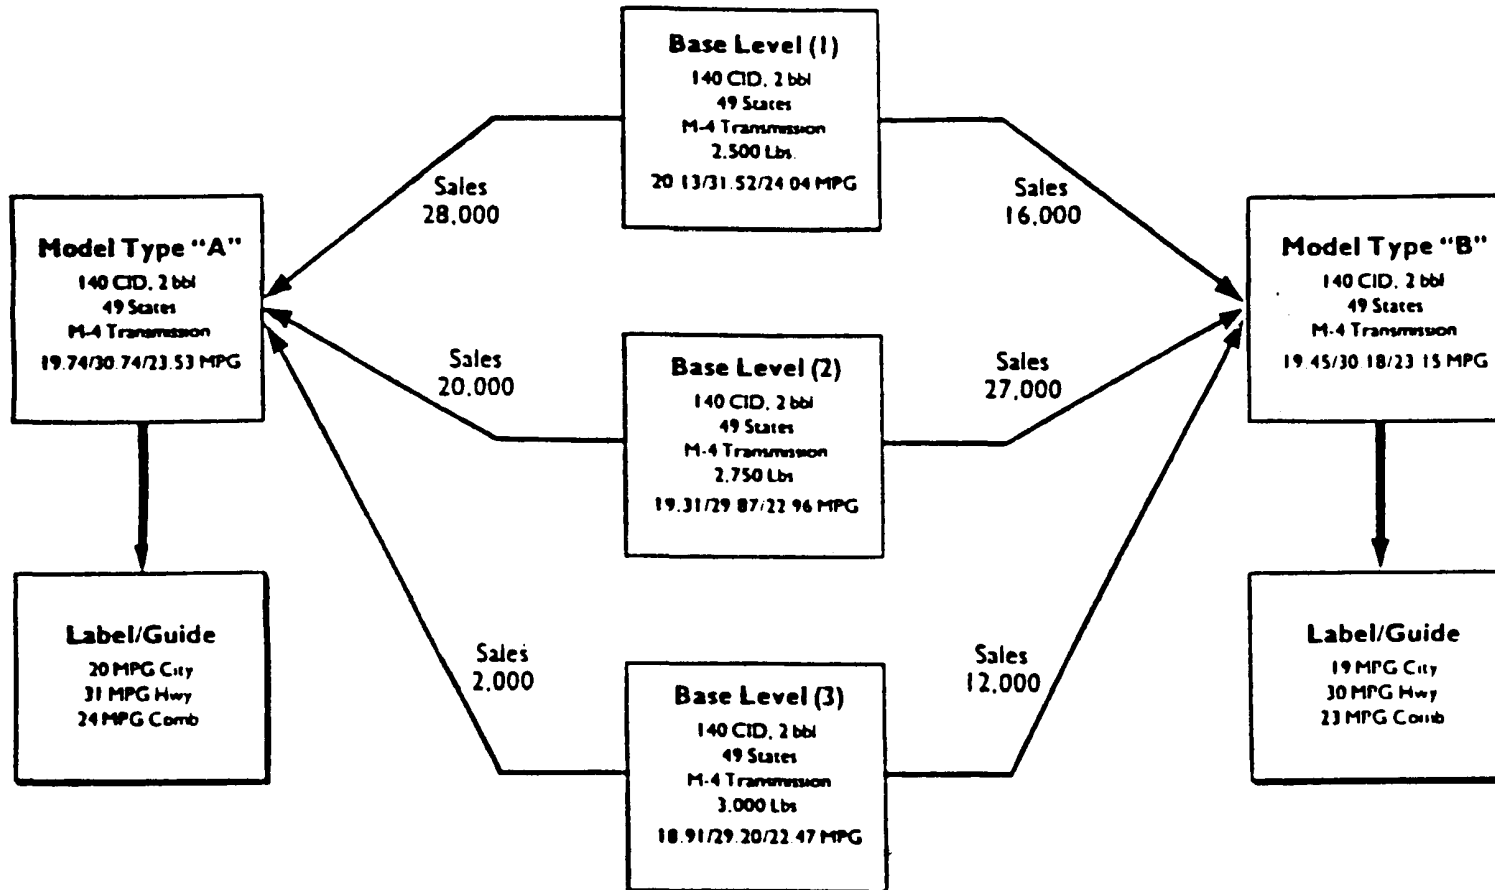 Base Level (1)
140 CID, 2 bbl
49 States
M-4 Transmission
2.500 Lbs.
20 13/31.52/24 04 MPG
Sales
28,000
Sales
16,000
Model Type "A"
140 CID, 2 bbl
49 States
M-4 Transmission
19.74/30.74/23.53 MPG
Model Type "B"
140 CID, 2 bbl
49 States
M-4 Transmission
19 45/30 18/23 15 MPG
Sales
20,000
Base Level (2)
140 CID, 2 bbl
49 States
M-4 Transmission
2,750 Lbs
19.31/29 87/22 96 MPG
Sales
27,000
Label/Guide
20 MPG City
31 MPG Hwy
24 MPG Comb
Sales
2,000
Base Level (3)
140 CID, 2 bbl
49 States
M-4 Transmission
3.000 Lbs
18.91/29.20/22 47 MPG
Sales
12,000
Label/Guide
19 MPG City
30 MPG Hwy
23 MPG Comb